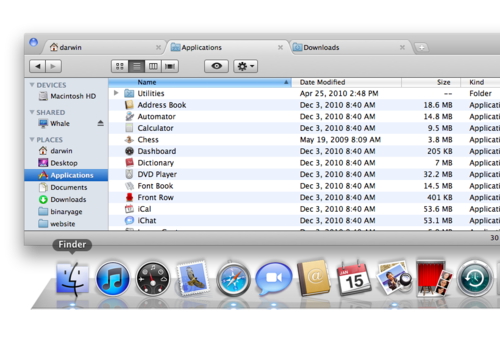 darwin Applications Downloads
Name Date Modified Size Kind
DEVICES
Macintosh HD
SHARED
Whale
PLACES
darwin
Desktop
Applications
Documents
Downloads
binaryage
website
Utilities Apr 25, 2010 2:48 PM -- Folder
Address Book Dec 3, 2010 8:40 AM 18.6 MB Applicati
Automator Dec 3, 2010 8:40 AM 14.8 MB Applicati
Calculator Dec 3, 2010 8:40 AM 9.5 MB Applicati
Chess May 19, 2009 8:09 AM 3.8 MB Applicati
Dashboard Dec 3, 2010 8:40 AM 205 KB Applicati
Dictionary Dec 3, 2010 8:40 AM 7 MB Applicati
DVD Player Dec 3, 2010 8:40 AM 32.2 MB Applicati
Font Book Dec 3, 2010 8:40 AM 14.5 MB Applicati
Front Row Dec 3, 2010 8:40 AM 401 KB Applicati
iCal Dec 3, 2010 8:40 AM 53.6 MB Applicati
iChat Dec 3, 2010 8:40 AM 53.1 MB Applicati
30
Finder
JAN
15